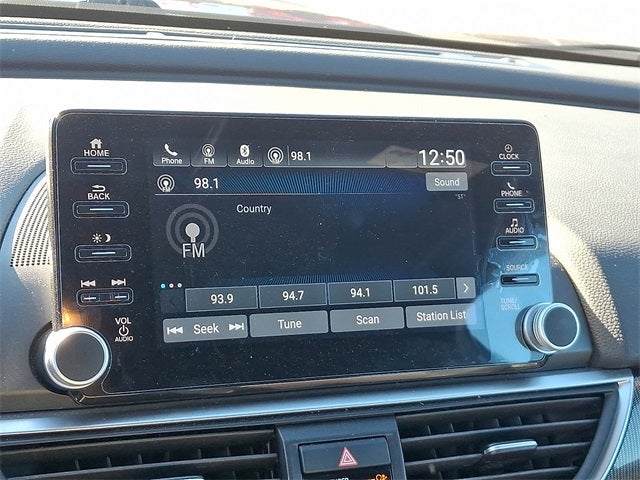 HOME
Phone
FM
Audio
98.1
12:50
CLOCK
98.1
Sound
BACK
PHONE
"ST"
Country
FM
AUDIO
SOURCE
93.9
94.7
94.1
101.5
Seek
Tune
Scan
Station List
TUNE/
SCROLL
VOL
AUDIO